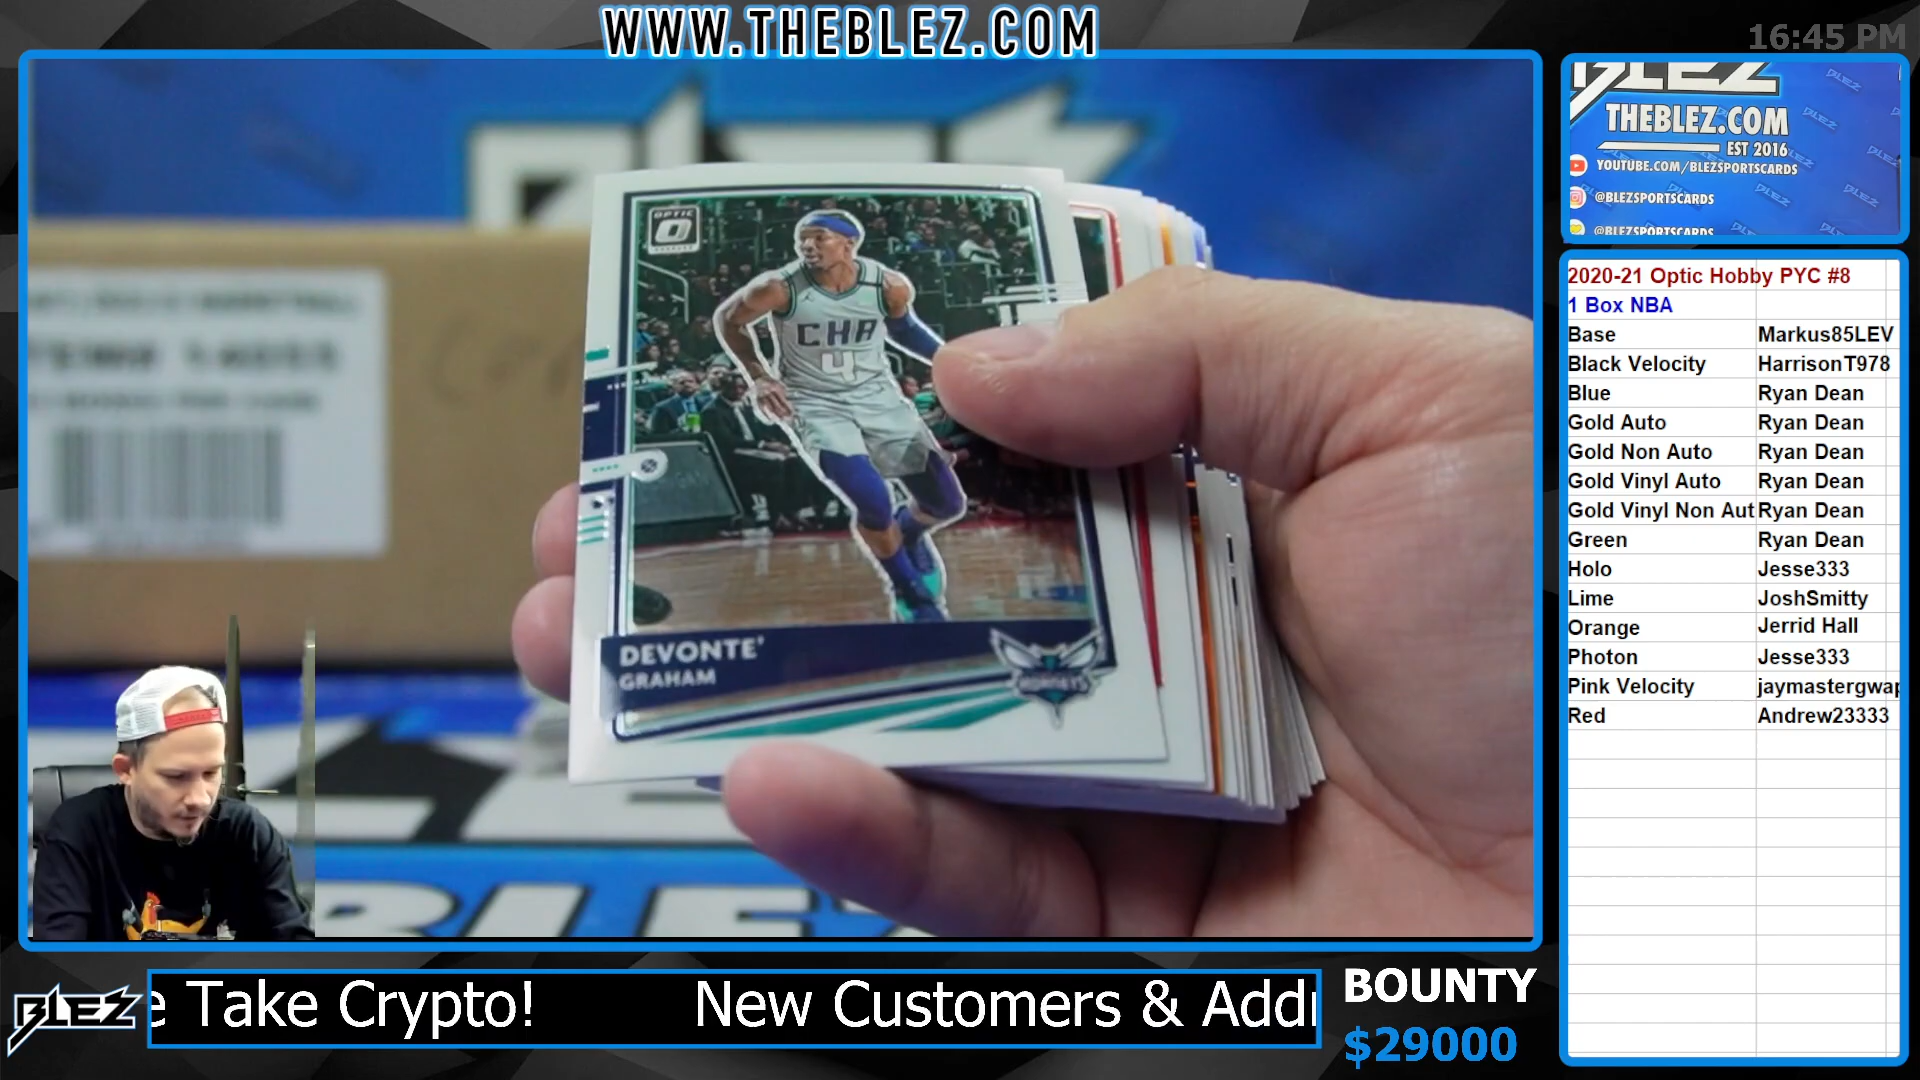 WWW.THEBLEZ.COM
16:45 PM
BLEZ
THEBLEZ.COM
EST 2016
YOUTUBE.COM/BLEZSPORTSCARDS
@BLEZSPORTSCARDS
@BLEZSPORTSCARDS
OPTIC
CHA
4
DEVONTE'
GRAHAM
HORNETS
2020-21 Optic Hobby PYC #8
1 Box NBA
Base Markus85LEV
Black Velocity HarrisonT978
Blue Ryan Dean
Gold Auto Ryan Dean
Gold Non Auto Ryan Dean
Gold Vinyl Auto Ryan Dean
Gold Vinyl Non Aut Ryan Dean
Green Ryan Dean
Holo Jesse333
Lime JoshSmitty
Orange Jerrid Hall
Photon Jesse333
Pink Velocity jaymastergwap
Red Andrew23333
BLEZ
e Take Crypto! New Customers & Add
BOUNTY
$29000